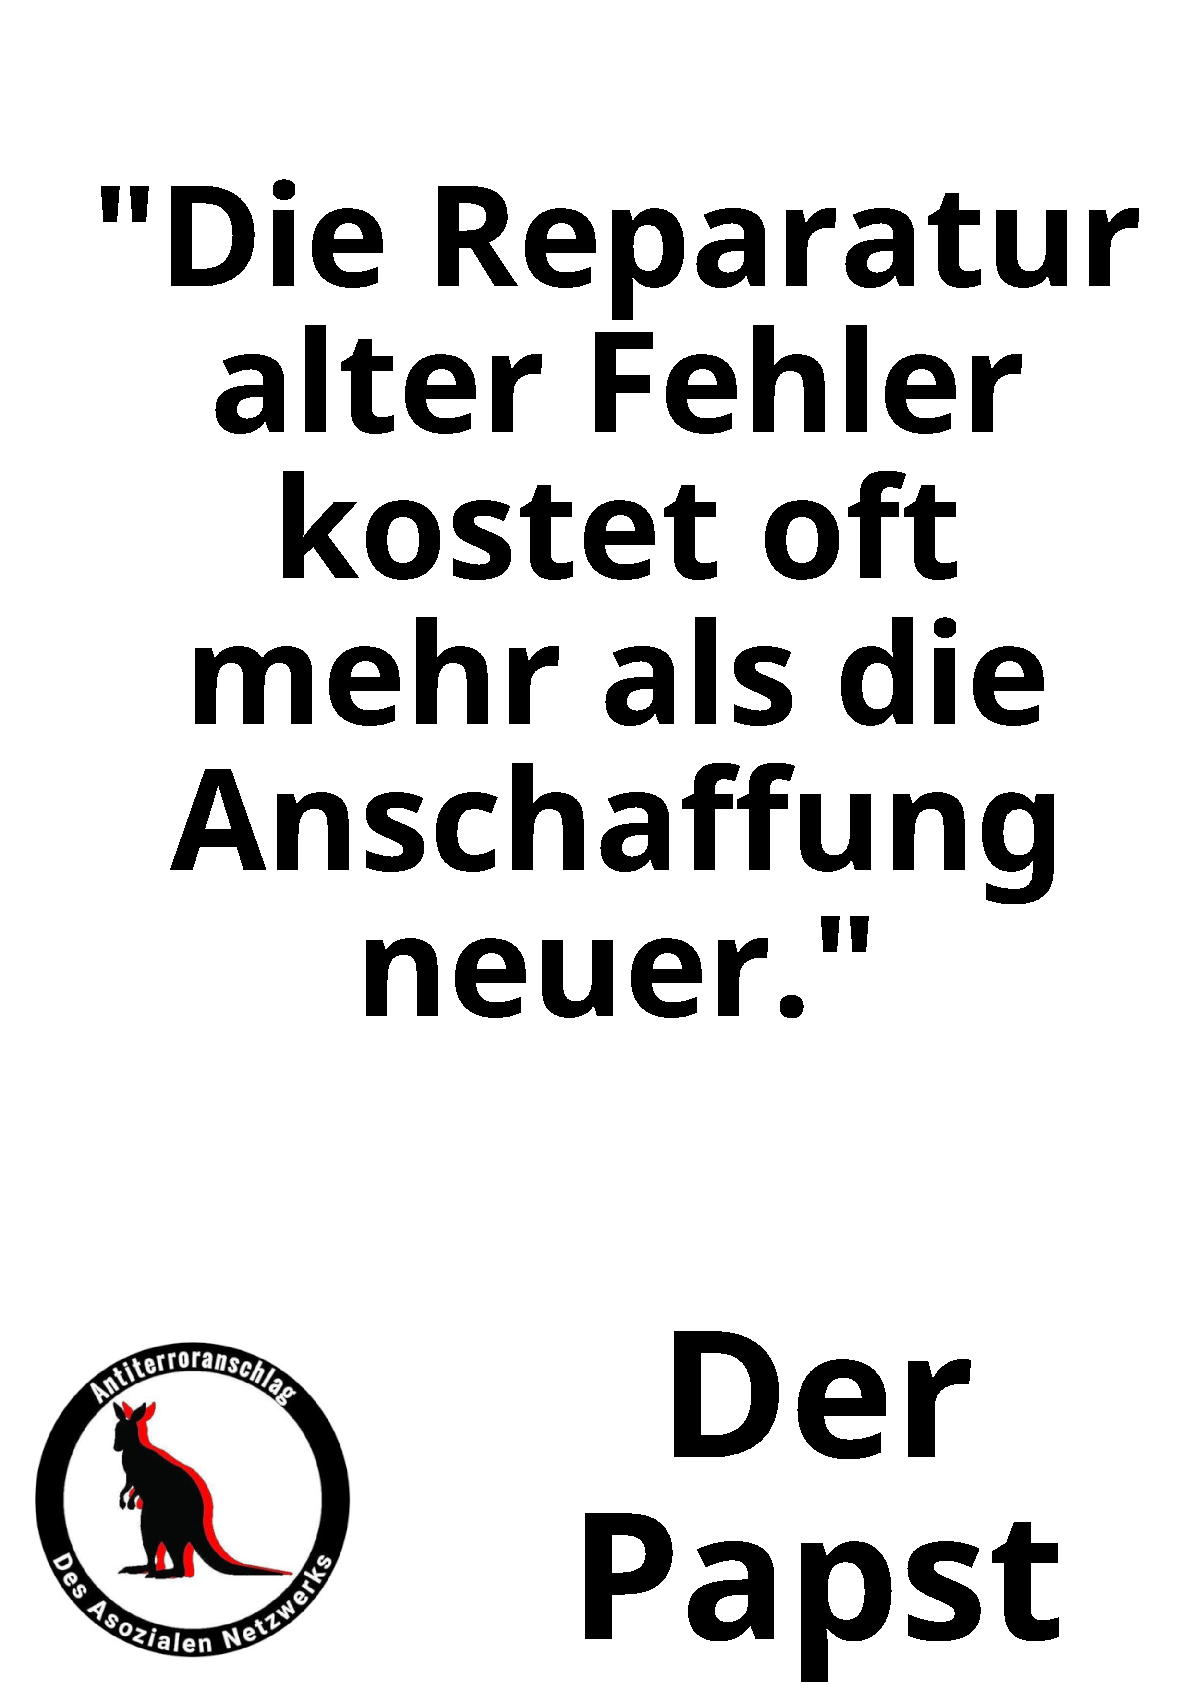 "Die Reparatur
alter Fehler
kostet oft
mehr als die
Anschaffung
neuer."
Antiterroranschlag
Des Asozialen Netzwerks
Der
Papst